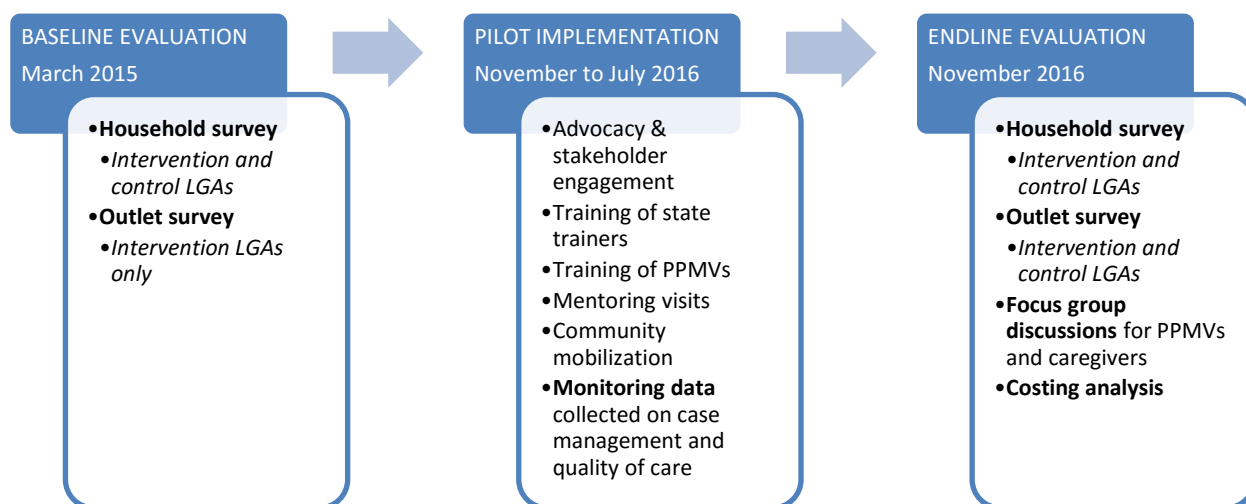 BASELINE EVALUATION
March 2015
•Household survey
•Intervention and
control LGAs
•Outlet survey
•Intervention LGAs
only
PILOT IMPLEMENTATION
November to July 2016
•Advocacy &
stakeholder
engagement
•Training of state
trainers
•Training of PPMVs
•Mentoring visits
•Community
mobilization
•Monitoring data
collected on case
management and
quality of care
ENDLINE EVALUATION
November 2016
•Household survey
•Intervention and
control LGAs
•Outlet survey
•Intervention and
control LGAs
•Focus group
discussions for PPMVs
and caregivers
•Costing analysis